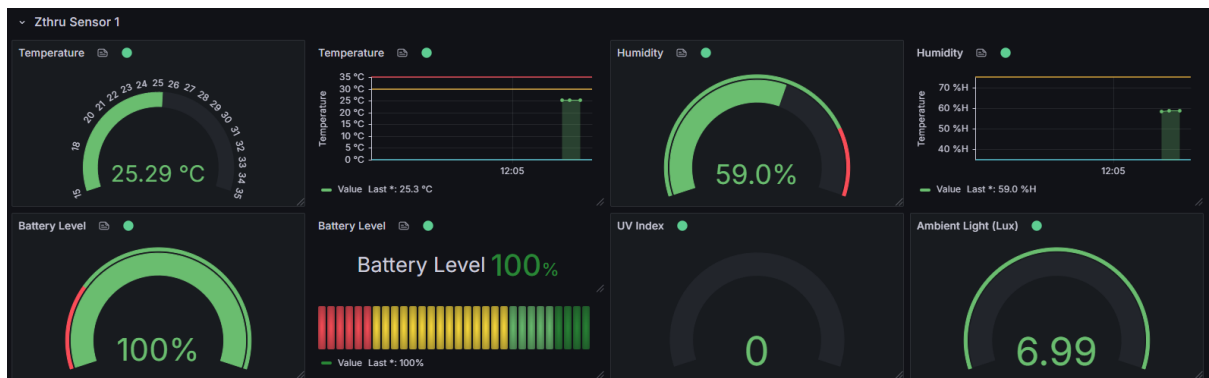 Zthru Sensor 1
Temperature
15
18
20
21
22
23
24
25
26
27
28
29
30
31
32
33
34
35
25.29 °C
Temperature
Temperature
35 °C
30 °C
25 °C
20 °C
15 °C
10 °C
5 °C
0 °C
12:05
Value Last *: 25.3 °C
Humidity
59.0%
Humidity
Temperature
70 %H
60 %H
50 %H
40 %H
12:05
Value Last *: 59.0 %H
Battery Level
100%
Battery Level
Battery Level 100%
Value Last *: 100%
UV Index
0
Ambient Light (Lux)
6.99